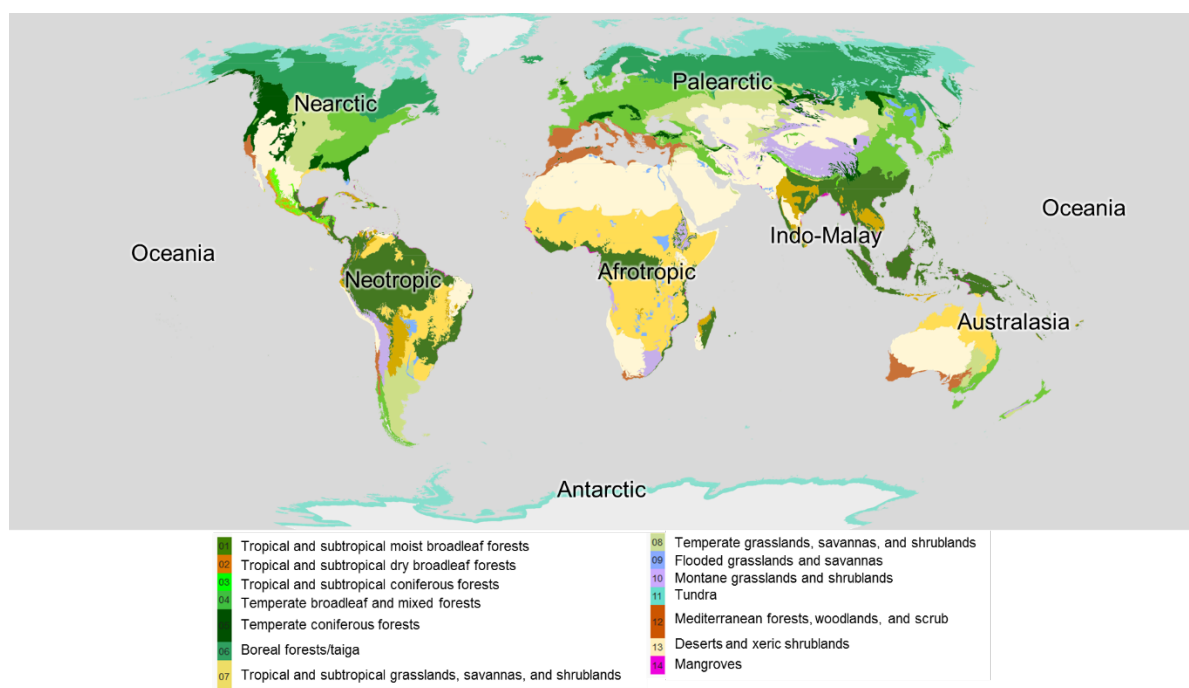 Nearctic
Palearctic
Oceania
Oceania
Indo-Malay
Neotropic
Afrotropic
Australasia
Antarctic
01 Tropical and subtropical moist broadleaf forests
02 Tropical and subtropical dry broadleaf forests
03 Tropical and subtropical coniferous forests
04 Temperate broadleaf and mixed forests
Temperate coniferous forests
06 Boreal forests/taiga
07 Tropical and subtropical grasslands, savannas, and shrublands
08 Temperate grasslands, savannas, and shrublands
09 Flooded grasslands and savannas
10 Montane grasslands and shrublands
11 Tundra
12 Mediterranean forests, woodlands, and scrub
13 Deserts and xeric shrublands
14 Mangroves